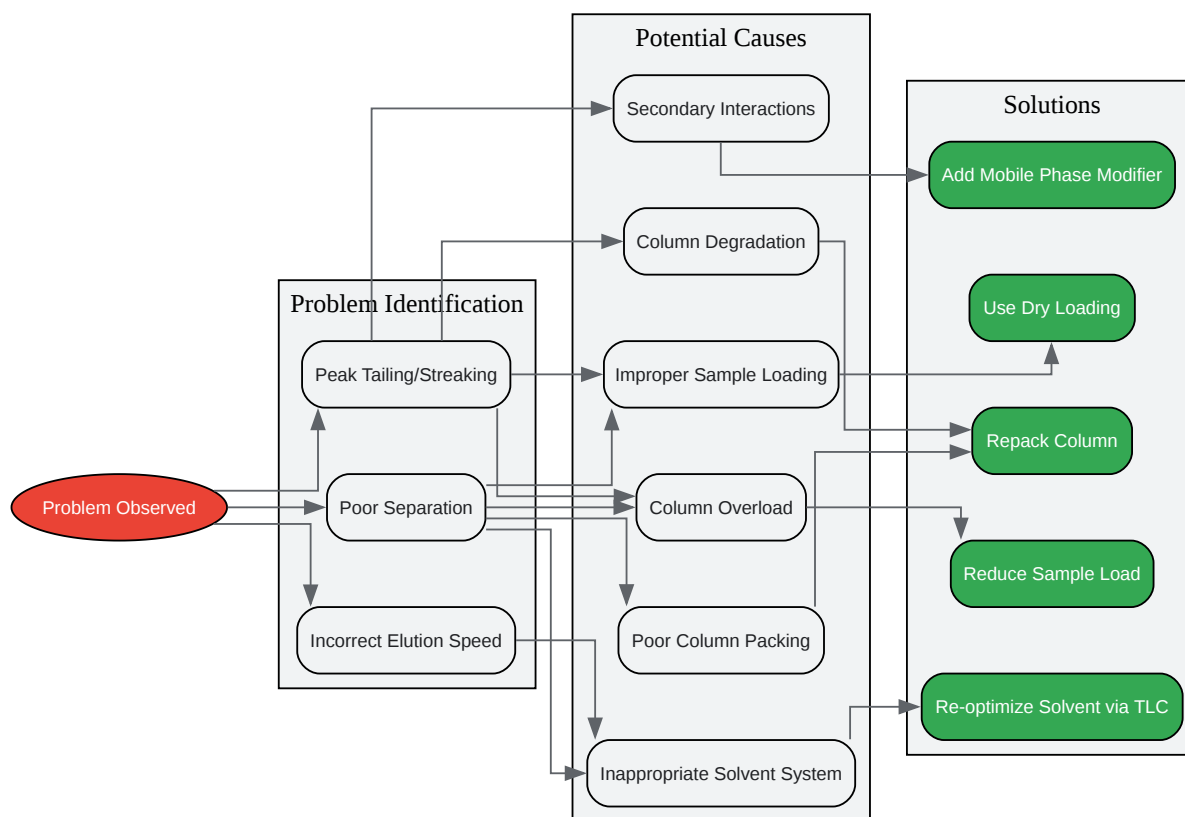 Potential Causes
Solutions
Problem Identification
Secondary Interactions
Add Mobile Phase Modifier
Column Degradation
Use Dry Loading
Peak Tailing/Streaking
Improper Sample Loading
Repack Column
Problem Observed
Poor Separation
Column Overload
Reduce Sample Load
Incorrect Elution Speed
Poor Column Packing
Re-optimize Solvent via TLC
Inappropriate Solvent System